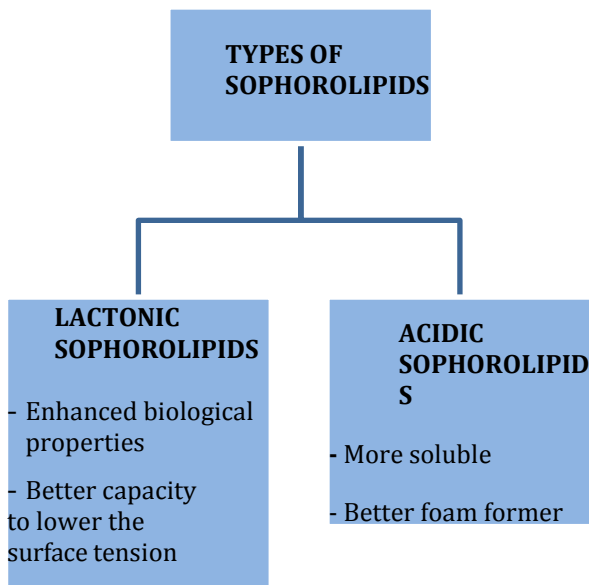 TYPES OF
SOPHOROLIPIDS
LACTONIC
SOPHOROLIPIDS
- Enhanced biological
properties
- Better capacity
to lower the
surface tension
ACIDIC
SOPHOROLIPID
S
- More soluble
- Better foam former